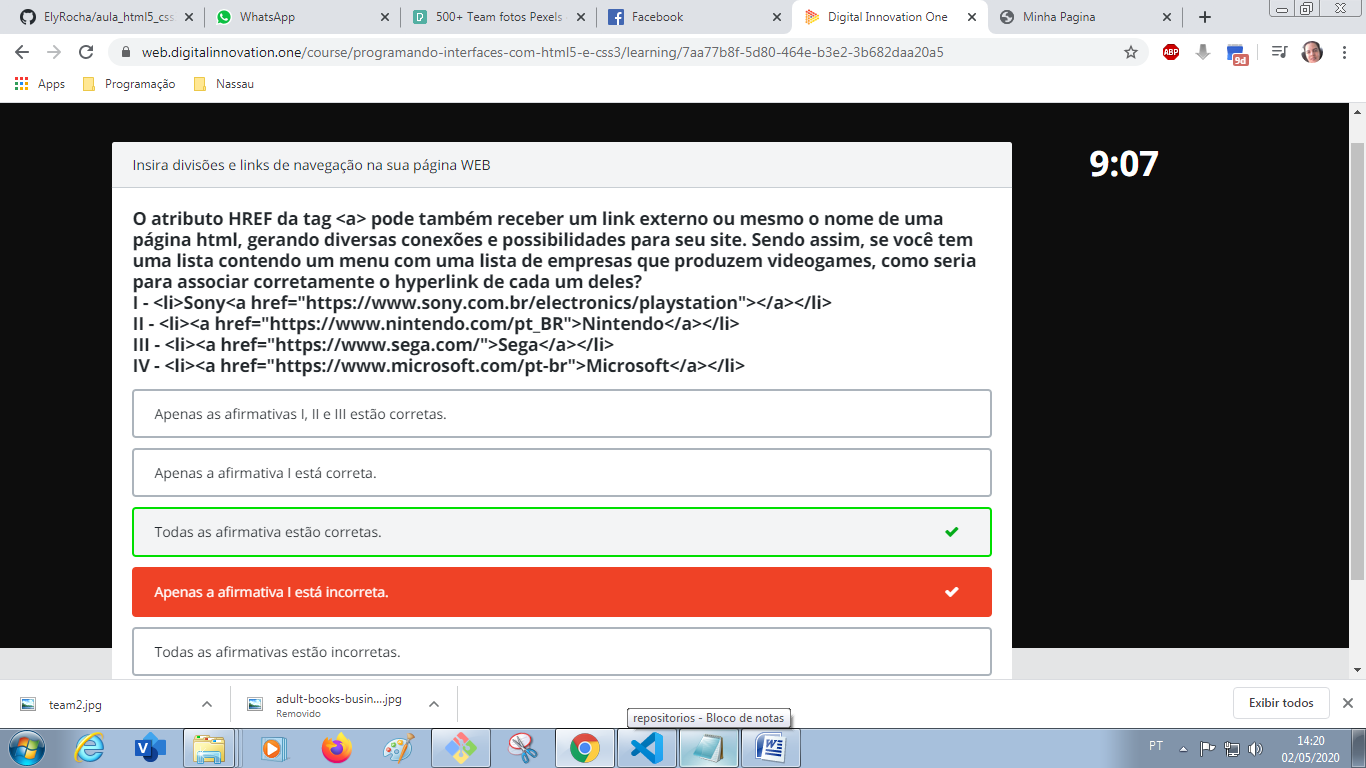 ElyRocha/aula_html5_css
WhatsApp
500+ Team fotos Pexels
Facebook
Digital Innovation One
Minha Pagina
web.digitalinnovation.one/course/programando-interfaces-com-html5-e-css3/learning/7aa77b8f-5d80-464e-b3e2-3b682daa20a5
ABP
9d
Apps
Programação
Nassau
Insira divisões e links de navegação na sua página WEB
9:07
O atributo HREF da tag <a> pode também receber um link externo ou mesmo o nome de uma
página html, gerando diversas conexões e possibilidades para seu site. Sendo assim, se você tem
uma lista contendo um menu com uma lista de empresas que produzem videogames, como seria
para associar corretamente o hyperlink de cada um deles?
I - <li>Sony<a href="https://www.sony.com.br/electronics/playstation"></a></li>
II - <li><a href="https://www.nintendo.com/pt_BR">Nintendo</a></li>
III - <li><a href="https://www.sega.com/">Sega</a></li>
IV - <li><a href="https://www.microsoft.com/pt-br">Microsoft</a></li>
Apenas as afirmativas I, II e III estão corretas.
Apenas a afirmativa I está correta.
Todas as afirmativa estão corretas.
Apenas a afirmativa I está incorreta.
Todas as afirmativas estão incorretas.
team2.jpg
adult-books-busin....jpg
Removido
Exibir todos
repositorios - Bloco de notas
PT
14:20
02/05/2020